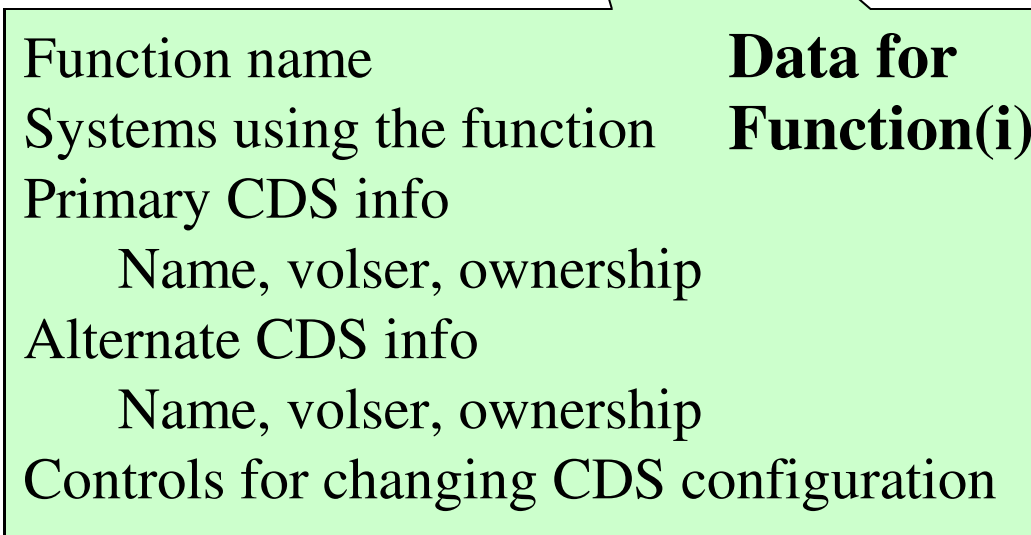 Function name
Data for
Systems using the function
Function(i)
Primary CDS info
Name, volser, ownership
Alternate CDS info
Name, volser, ownership
Controls for changing CDS configuration